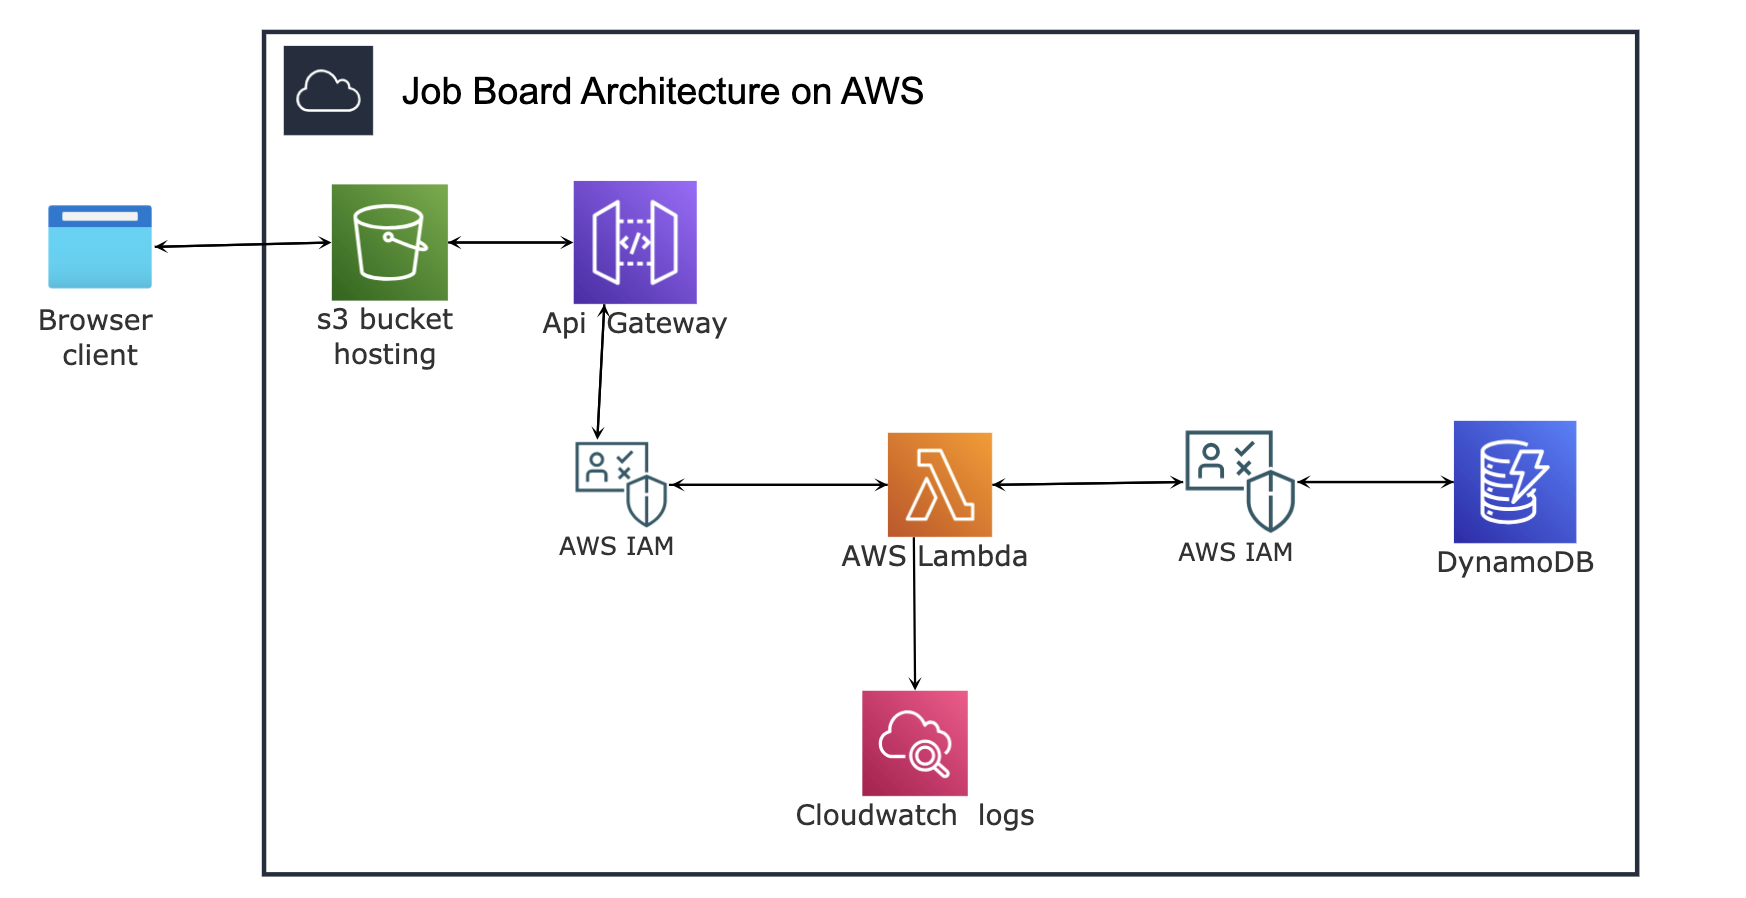 Job Board Architecture on AWS
Browser
client
s3 bucket
hosting
Api Gateway
AWS IAM
AWS Lambda
AWS IAM
DynamoDB
Cloudwatch logs